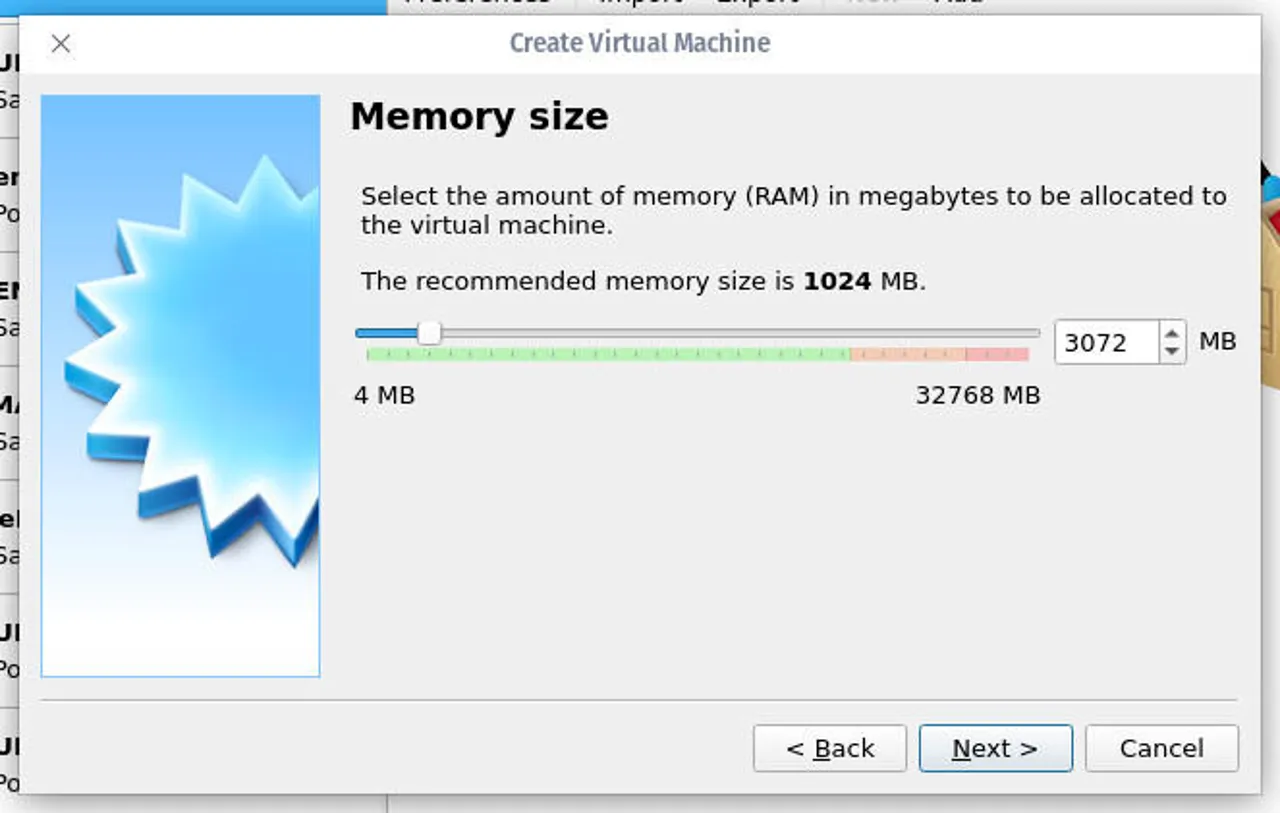 Create Virtual Machine
Memory size
Select the amount of memory (RAM) in megabytes to be allocated to
the virtual machine.
The recommended memory size is 1024 MB.
3072 MB
4 MB 32768 MB
< Back Next > Cancel